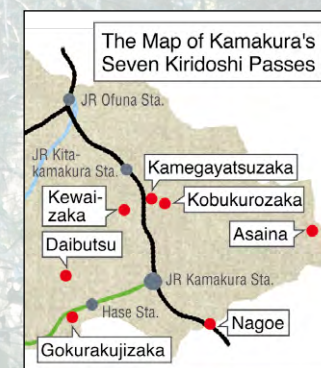 The Map of Kamakura's
Seven Kiridoshi Passes
JR Ofuna Sta.
JR Kita-
kamakura Sta.
Kamegayatsuzaka
Kewai-
zaka
Kobukurozaka
Asaina
Daibutsu
JR Kamakura Sta.
Hase Sta.
Nagoe
Gokurakujizaka